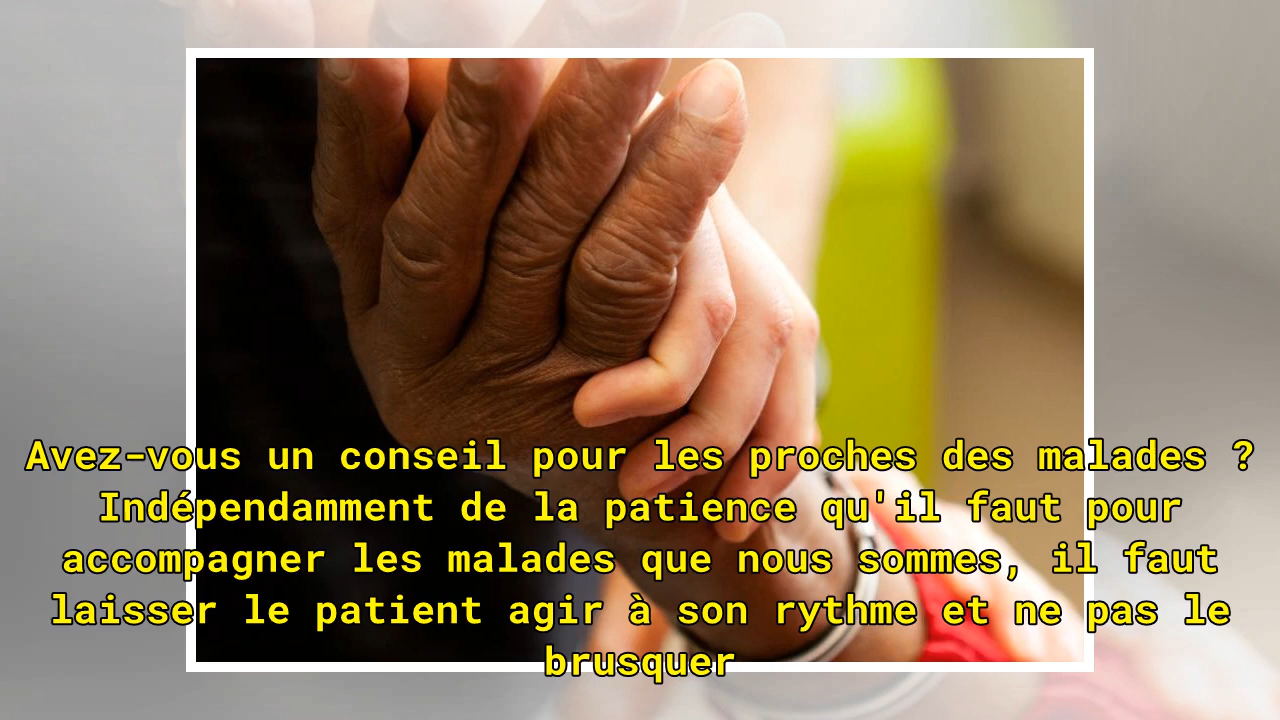 Avez-vous un conseil pour les proches des malades ?
Indépendamment de la patience qu'il faut pour
accompagner les malades que nous sommes, il faut
laisser le patient agir à son rythme et ne pas le
brusquer